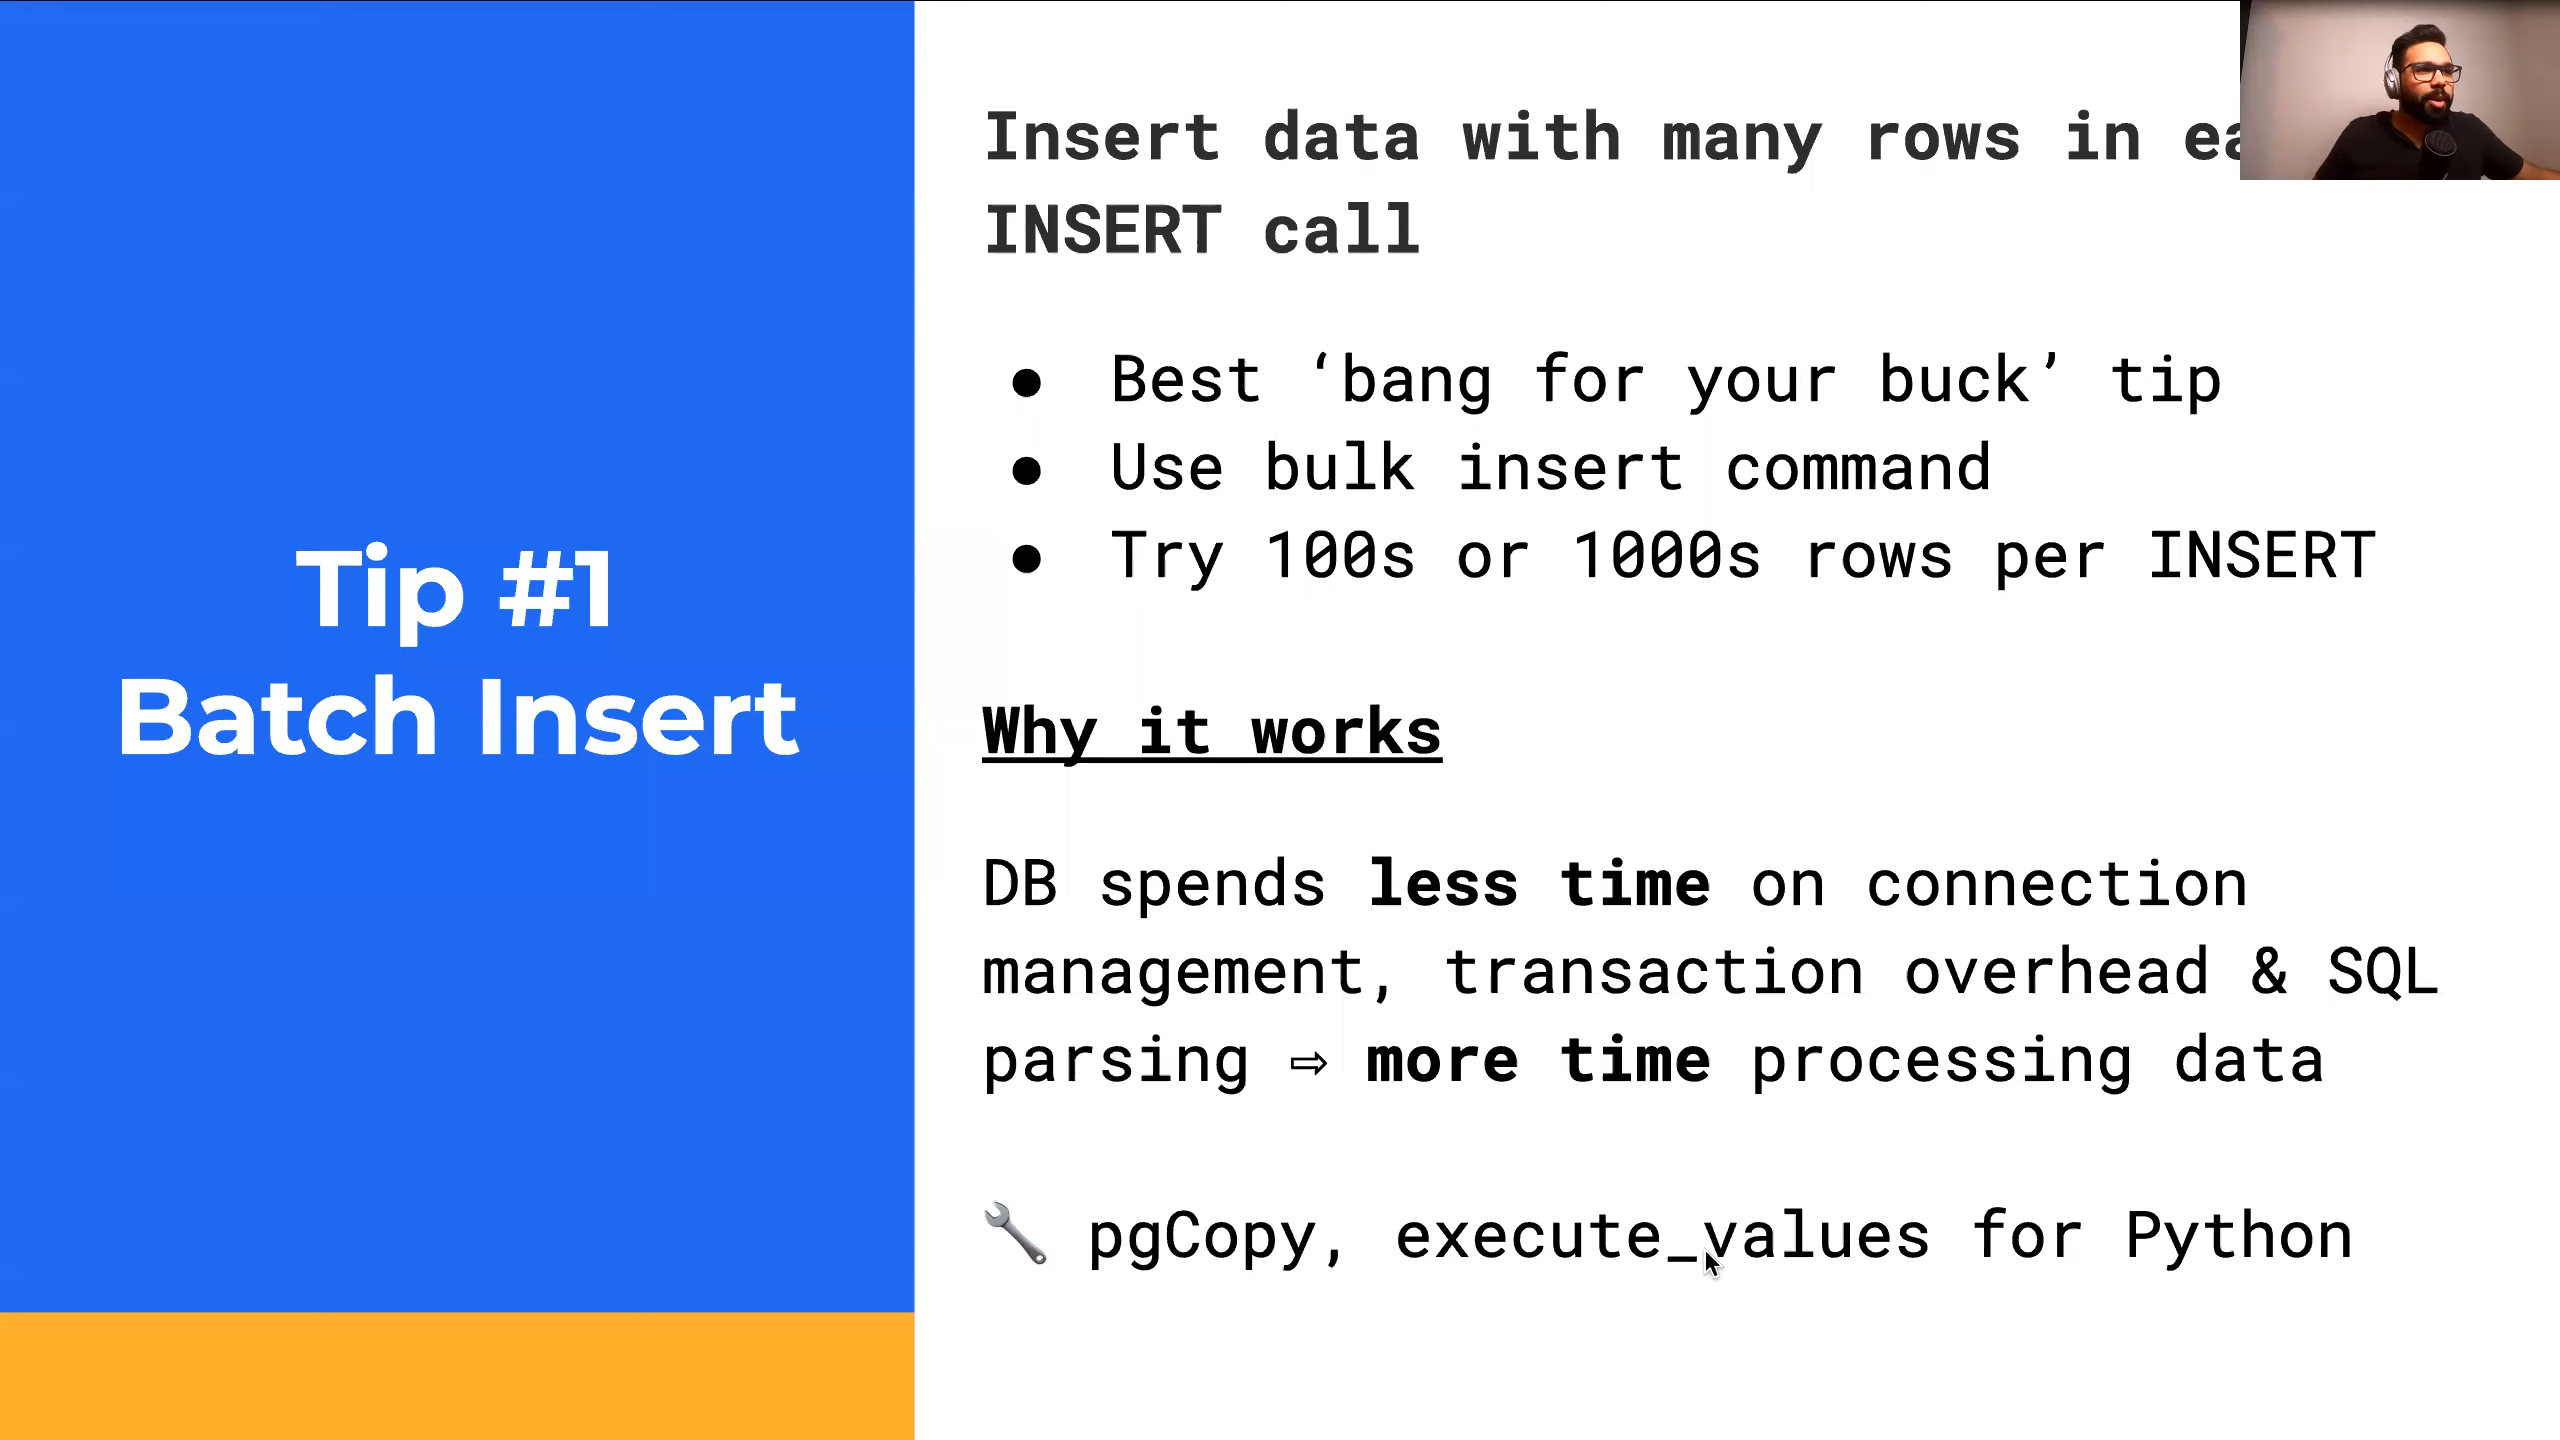 Tip #1
Batch Insert
Insert data with many rows in
INSERT call
● Best ‘bang for your buck’ tip
● Use bulk insert command
● Try 100s or 1000s rows per INSERT
Why it works
DB spends less time on connection
management, transaction overhead & SQL
parsing ⇨ more time processing data
🔧 pgCopy, execute_values for Python